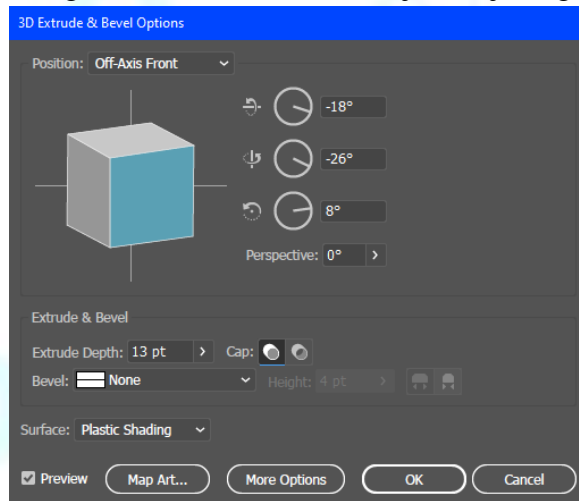 3D Extrude & Bevel Options
Position: Off-Axis Front
-18°
-26°
8°
Perspective: 0°
Extrude & Bevel
Extrude Depth: 13 pt Cap:
Bevel: None Height: 4 pt
Surface: Plastic Shading
Preview Map Art... More Options OK Cancel